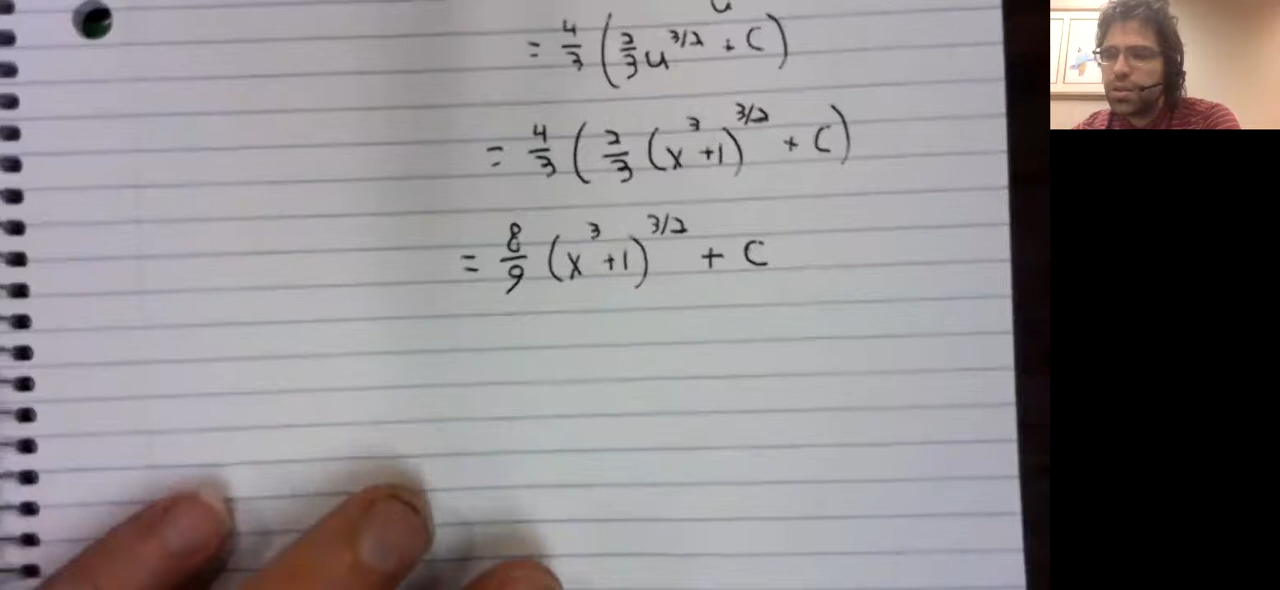 u
= 4/3 (2/3 u^3/2 + C)
= 4/3 (2/3 (x^3 +1)^3/2 + C)
= 8/9 (x^3 +1)^3/2 + C